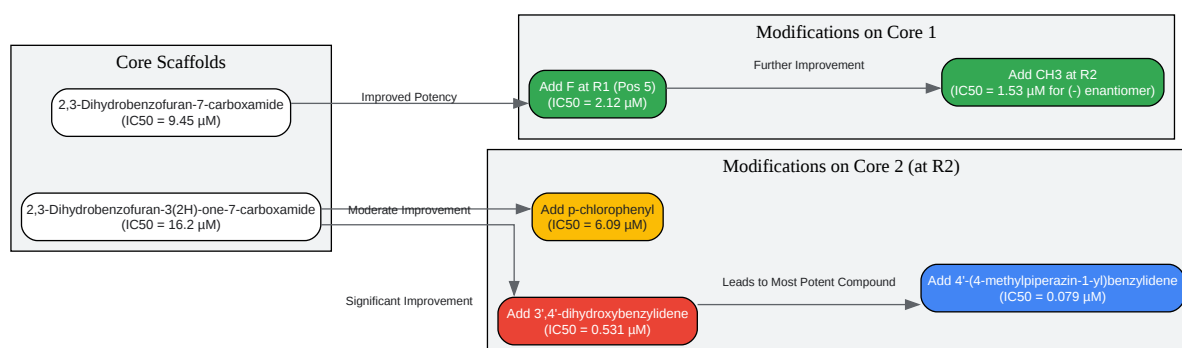 Core Scaffolds
2,3-Dihydrobenzofuran-7-carboxamide
(IC50 = 9.45 µM)
2,3-Dihydrobenzofuran-3(2H)-one-7-carboxamide
(IC50 = 16.2 µM)
Improved Potency
Moderate Improvement
Significant Improvement
Modifications on Core 1
Add F at R1 (Pos 5)
(IC50 = 2.12 µM)
Further Improvement
Add CH3 at R2
(IC50 = 1.53 µM for (-) enantiomer)
Modifications on Core 2 (at R2)
Add p-chlorophenyl
(IC50 = 6.09 µM)
Add 3',4'-dihydroxybenzylidene
(IC50 = 0.531 µM)
Leads to Most Potent Compound
Add 4'-(4-methylpiperazin-1-yl)benzylidene
(IC50 = 0.079 µM)